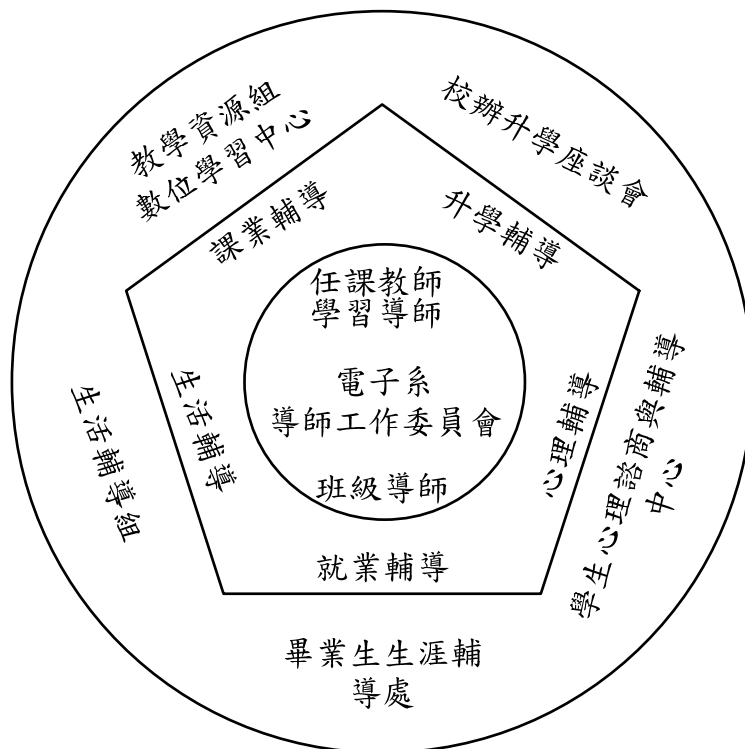 教學資源組
數位學習中心
校辦升學座談會
課業輔導
升學輔導
任課教師
學習導師
電子系
導師工作委員會
班級導師
生活輔導
生活輔導組
心理輔導
學生心理諮商與輔導
中心
就業輔導
畢業生生涯輔
導處